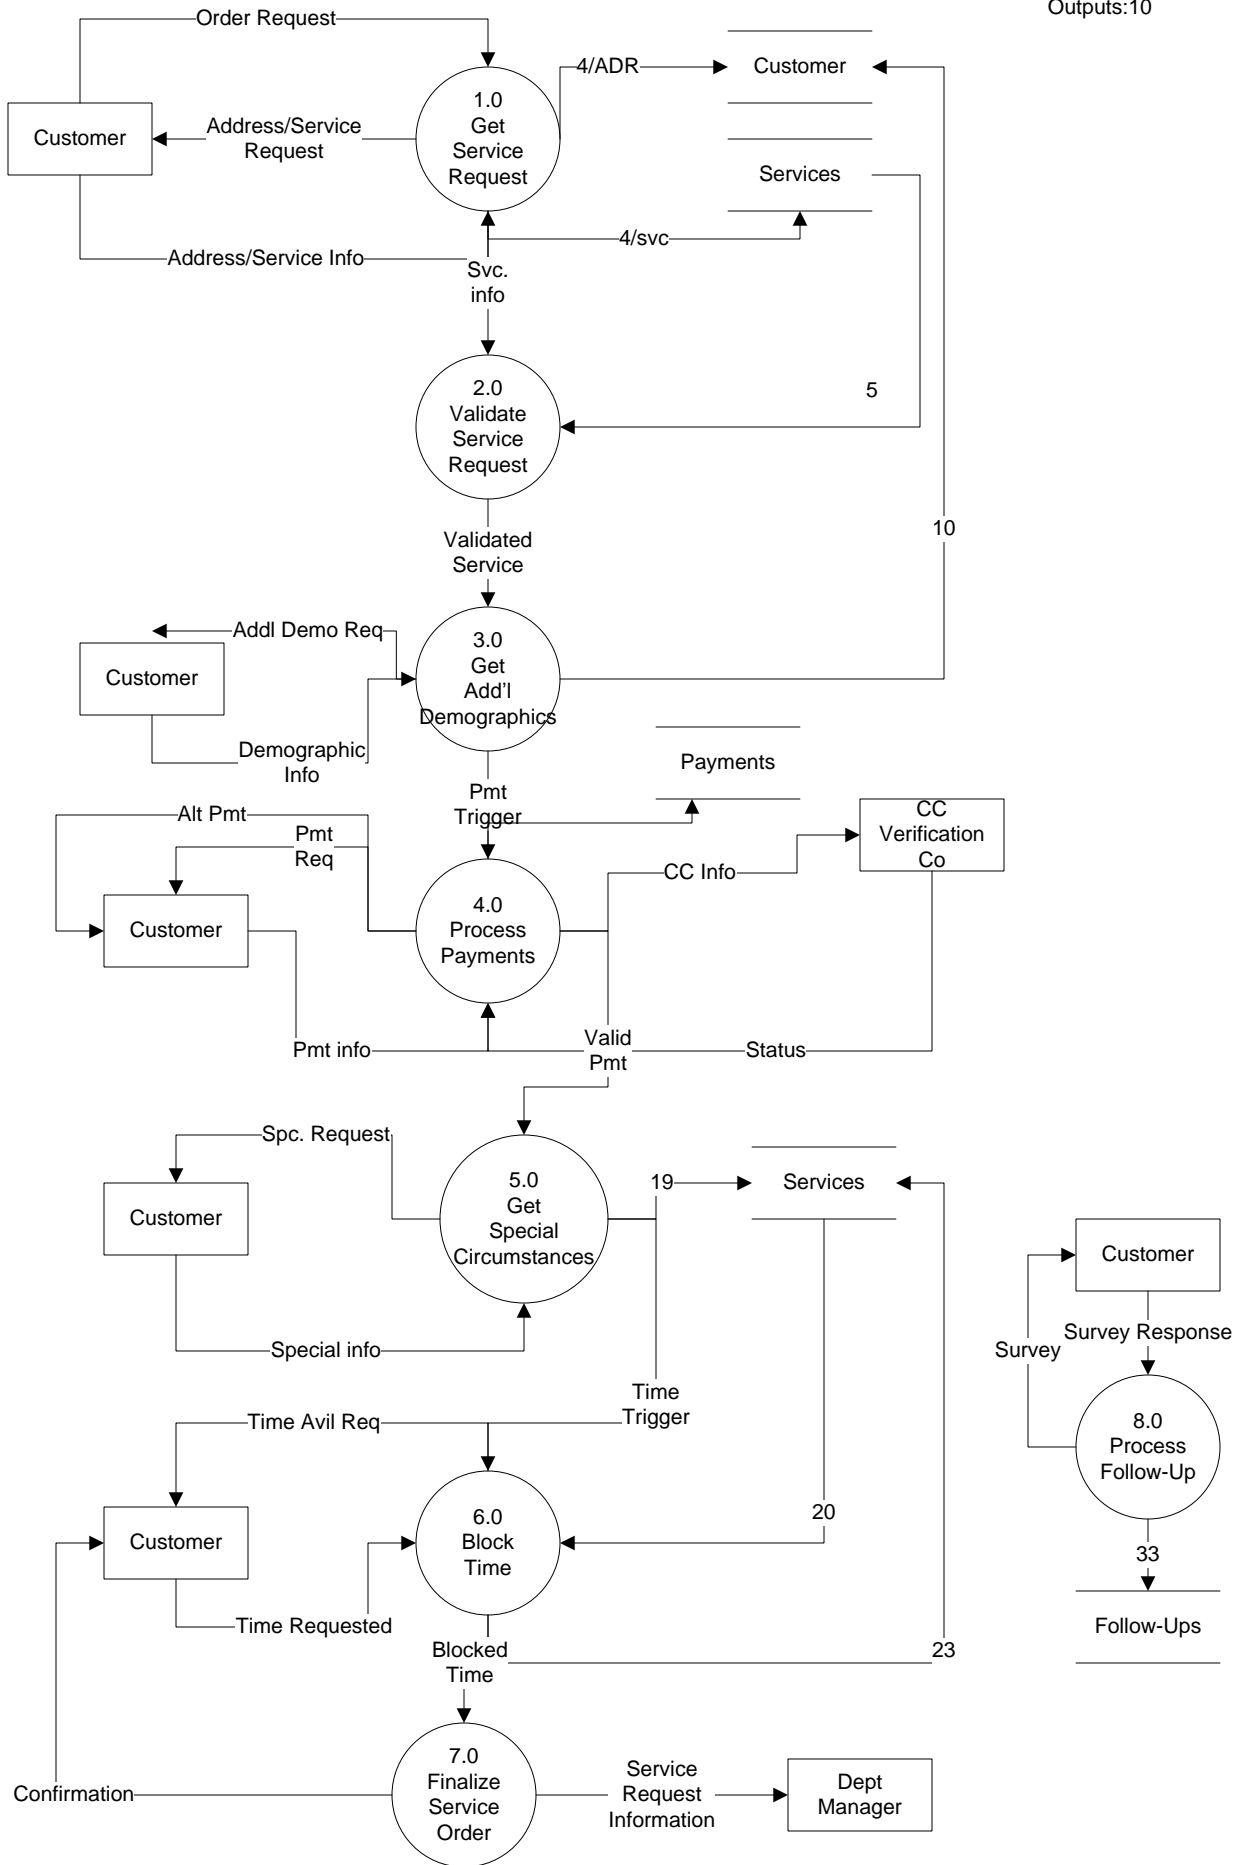 Outputs:10
Order Request
4/ADR
Customer
1.0
Get
Service
Request
Customer
Address/Service
Request
Services
4/svc
Address/Service Info
Svc.
info
2.0
Validate
Service
Request
5
10
Validated
Service
Addl Demo Req
3.0
Get
Add'l
Demographics
Customer
Demographic
Info
Payments
Pmt
Trigger
Alt Pmt
Pmt
Req
CC
Verification
Co
CC Info
4.0
Process
Payments
Customer
Pmt info
Valid
Pmt
Status
Spc. Request
5.0
Get
Special
Circumstances
19
Services
Customer
Customer
Special info
Survey
Survey Response
Time
Trigger
Time Avil Req
8.0
Process
Follow-Up
6.0
Block
Time
20
Customer
33
Time Requested
Follow-Ups
Blocked
Time
23
7.0
Finalize
Service
Order
Confirmation
Service
Request
Information
Dept
Manager